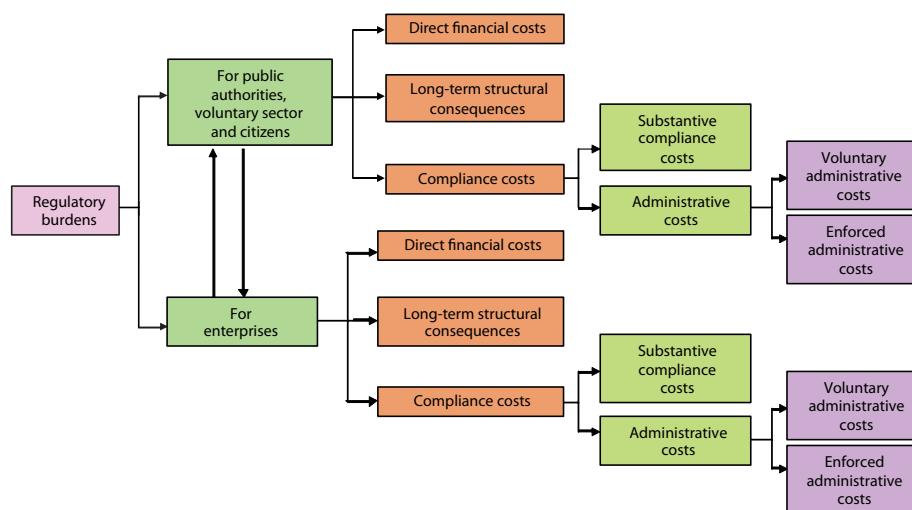 Regulatory
burdens
For public
authorities,
voluntary sector
and citizens
Direct financial costs
Long-term structural
consequences
Compliance costs
Substantive
compliance
costs
Administrative
costs
Voluntary
administrative
costs
Enforced
administrative
costs
For
enterprises
Direct financial costs
Long-term structural
consequences
Compliance costs
Substantive
compliance
costs
Administrative
costs
Voluntary
administrative
costs
Enforced
administrative
costs